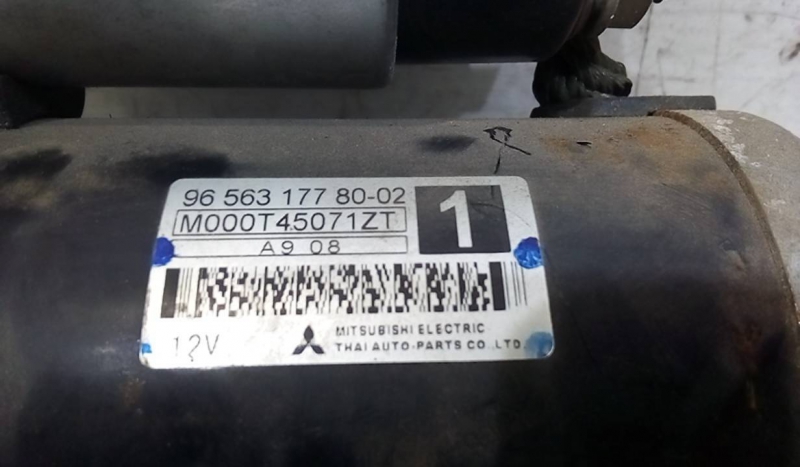 96 563 177 80-02
M000T45071ZT
1
A9 08
12V
MITSUBISHI ELECTRIC
THAI AUTO-PARTS CO.,LTD.